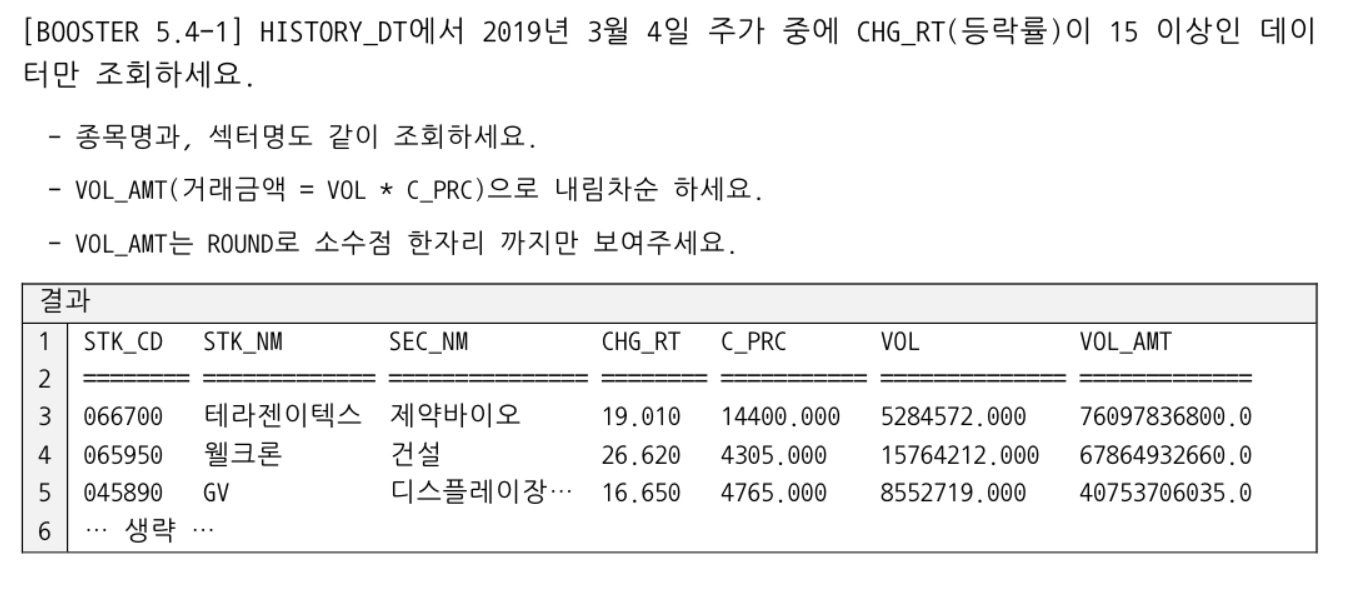 [BOOSTER 5.4-1] HISTORY_DT에서 2019년 3월 4일 주가 중에 CHG_RT(등락률)이 15 이상인 데이
터만 조회하세요.
- 종목명과, 섹터명도 같이 조회하세요.
- VOL_AMT(거래금액 = VOL * C_PRC)으로 내림차순 하세요.
- VOL_AMT는 ROUND로 소수점 한자리 까지만 보여주세요.
결과
1 STK_CD STK_NM SEC_NM CHG_RT C_PRC VOL VOL_AMT
2 ======== ============= =============== ======== =========== ============== =============
3 066700 테라젠이텍스 제약바이오 19.010 14400.000 5284572.000 76097836800.0
4 065950 웰크론 건설 26.620 4305.000 15764212.000 67864932660.0
5 045890 GV 디스플레이장… 16.650 4765.000 8552719.000 40753706035.0
6 … 생략 …